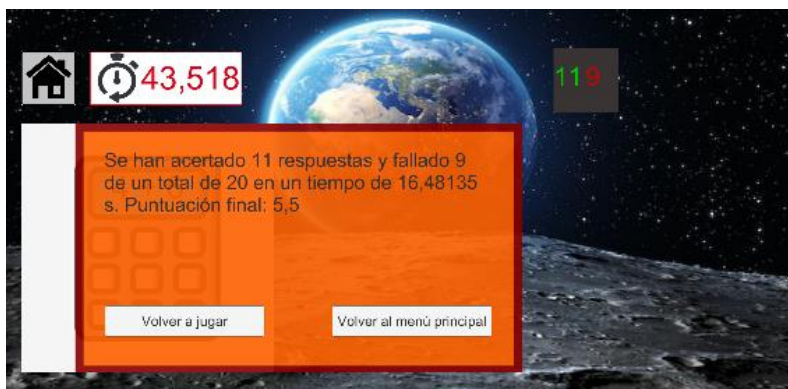 43,518
11 9
Se han acertado 11 respuestas y fallado 9
de un total de 20 en un tiempo de 16,48135
s. Puntuación final: 5,5
Volver a jugar
Volver al menú principal